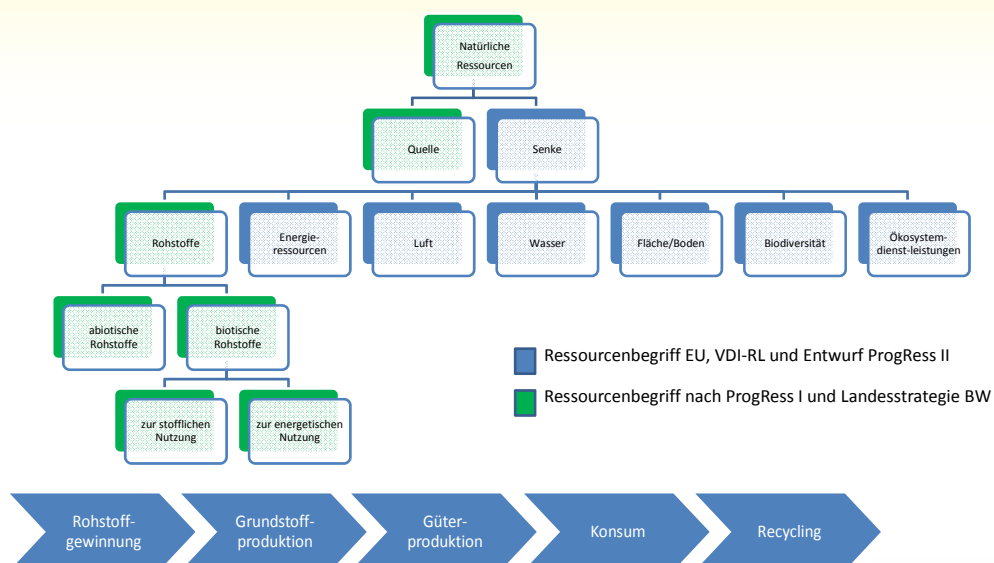 Natürliche
Ressourcen
Quelle
Senke
Rohstoffe
Energie-
ressourcen
Luft
Wasser
Fläche/Boden
Biodiversität
Ökosystem-
dienst-leistungen
abiotische
Rohstoffe
biotische
Rohstoffe
zur stofflichen
Nutzung
zur energetischen
Nutzung
Ressourcenbegriff EU, VDI-RL und Entwurf ProgRess II
Ressourcenbegriff nach ProgRess I und Landesstrategie BW
Rohstoff-
gewinnung
Grundstoff-
produktion
Güter-
produktion
Konsum
Recycling